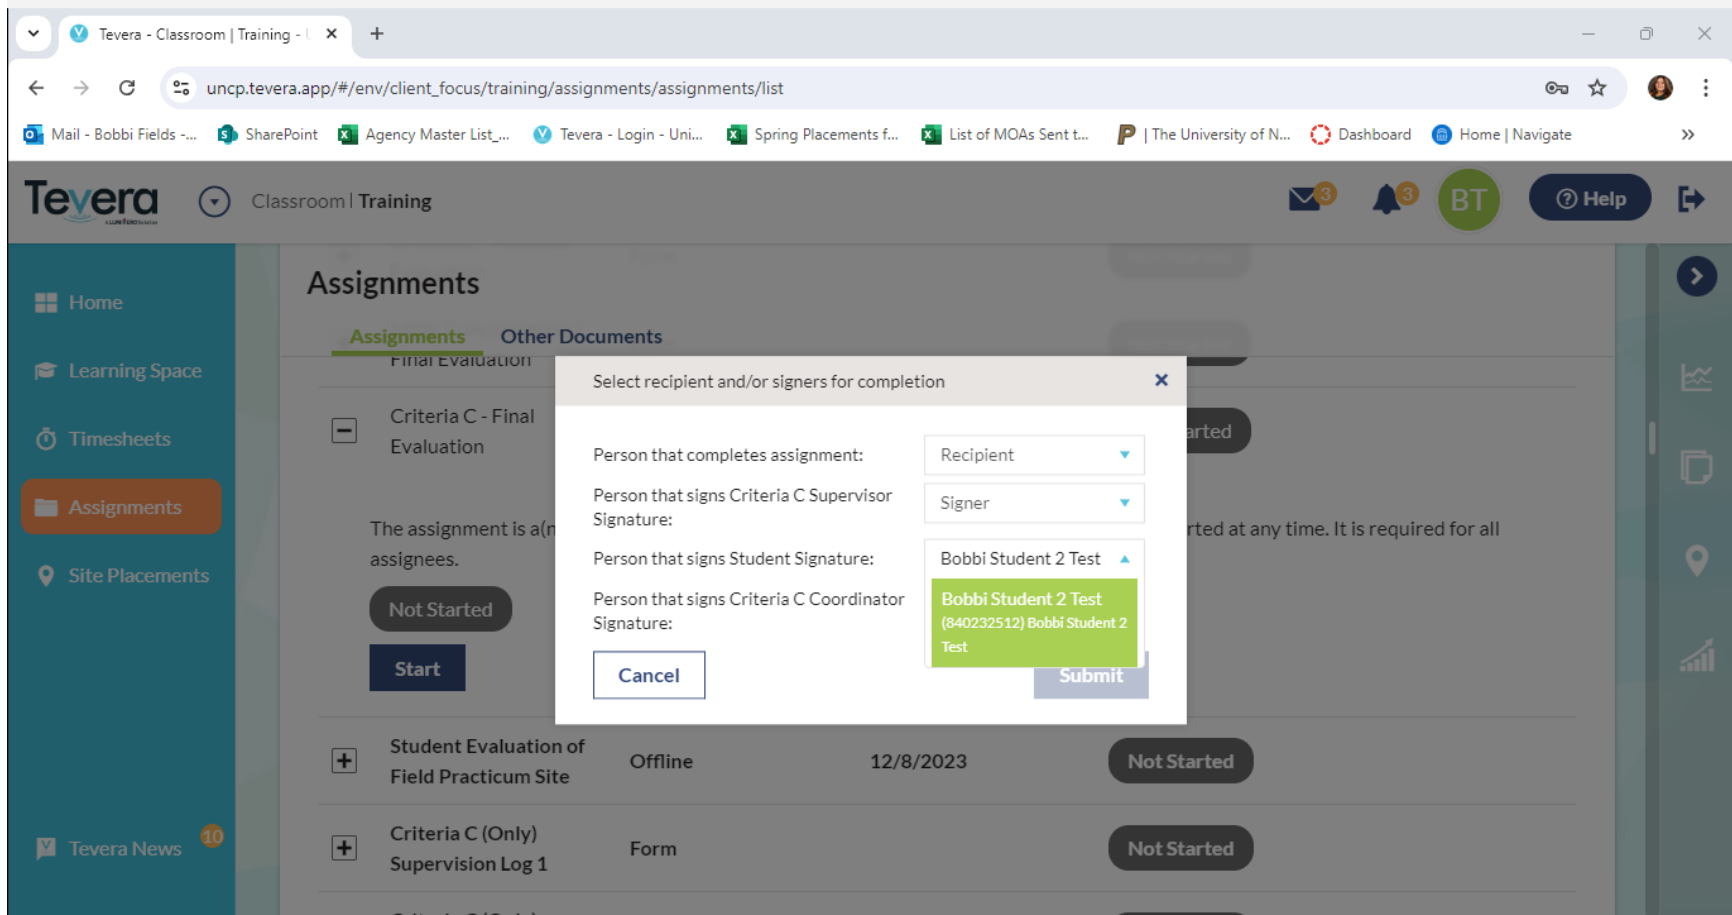 Tevera - Classroom | Training - U
uncp.tevera.app/#/env/client_focus/training/assignments/assignments/list
Mail - Bobbi Fields -... SharePoint Agency Master List_... Tevera - Login - Uni... Spring Placements f... List of MOAs Sent t... | The University of N... Dashboard Home | Navigate
Tevera
Classroom | Training
3
3
BT
Help
Home
Learning Space
Timesheets
Assignments
Site Placements
Tevera News 10
Assignments
Assignments Other Documents
Final Evaluation
Criteria C - Final
Evaluation
arted
The assignment is a(n
rted at any time. It is required for all
assignees.
Not Started
Start
Select recipient and/or signers for completion
Person that completes assignment: Recipient
Person that signs Criteria C Supervisor
Signature: Signer
Person that signs Student Signature: Bobbi Student 2 Test
Bobbi Student 2 Test
(840232512) Bobbi Student 2
Test
Person that signs Criteria C Coordinator
Signature:
Cancel Submit
Student Evaluation of
Field Practicum Site
Offline 12/8/2023 Not Started
Criteria C (Only)
Supervision Log 1
Form Not Started